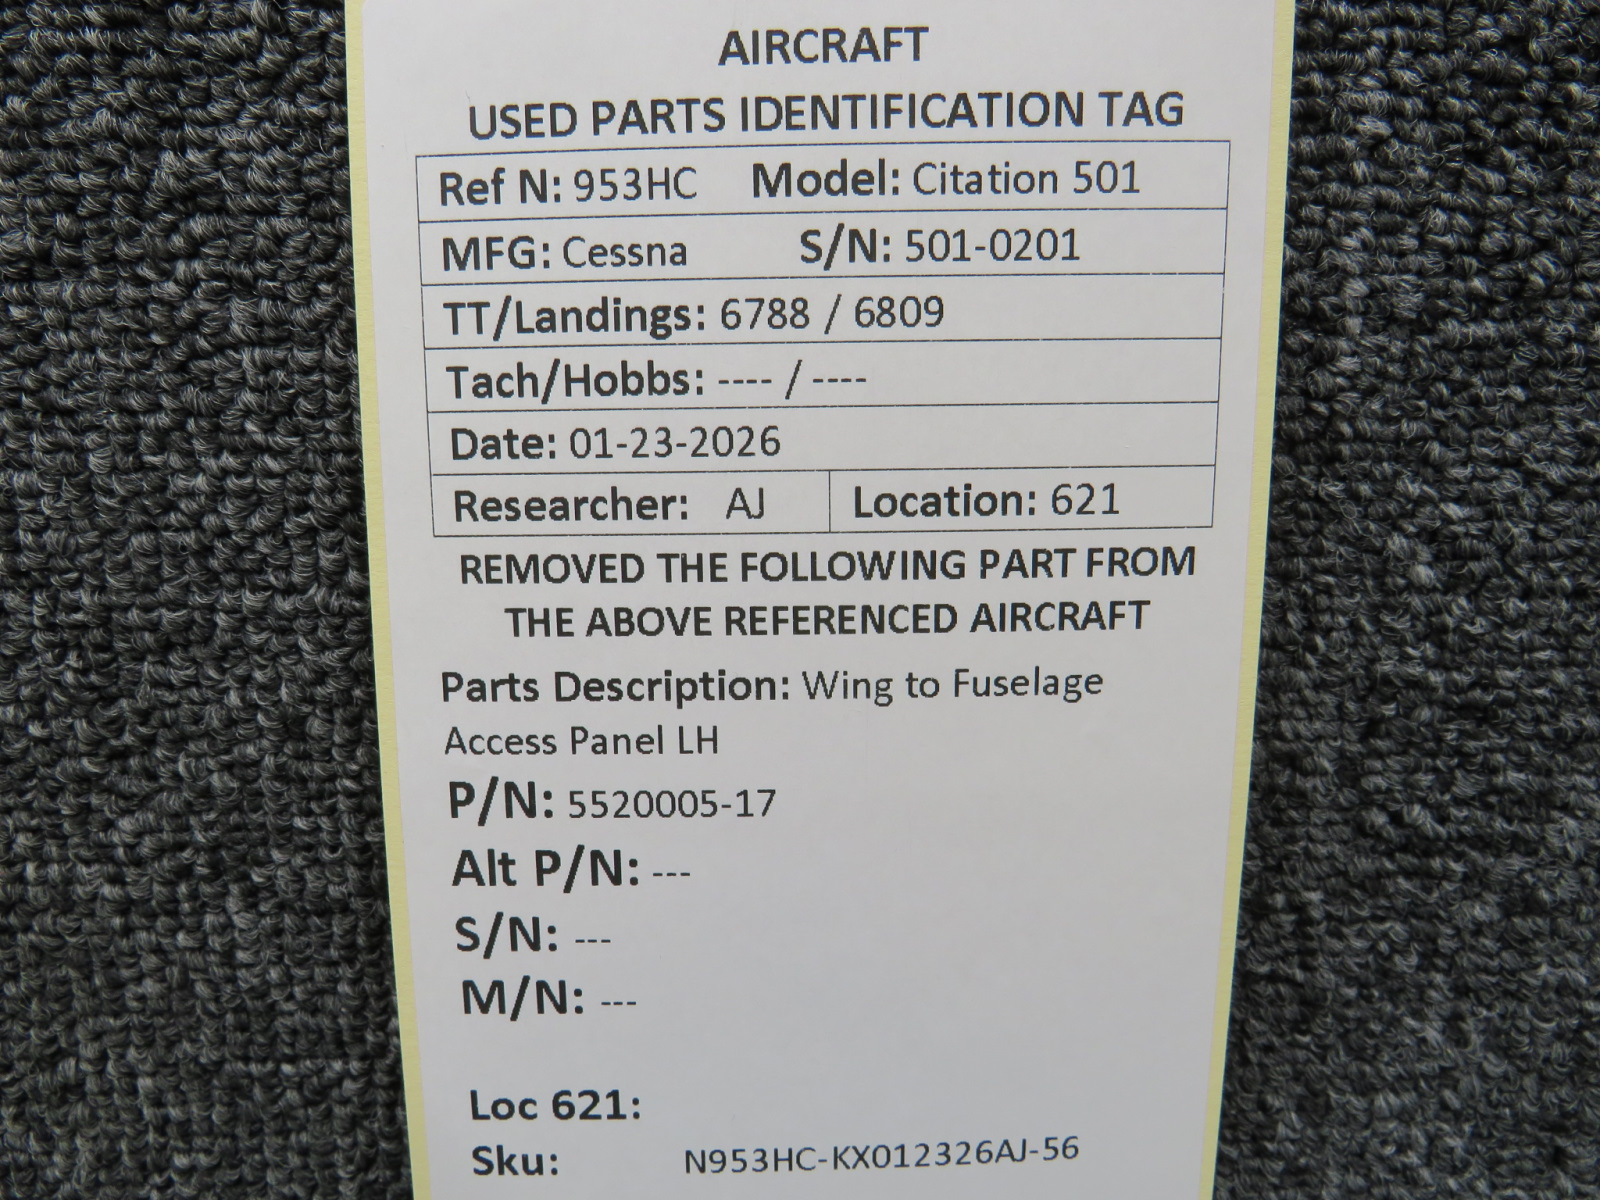 AIRCRAFT
USED PARTS IDENTIFICATION TAG
Ref N: 953HC Model: Citation 501
MFG: Cessna S/N: 501-0201
TT/Landings: 6788 / 6809
Tach/Hobbs: ---- / ----
Date: 01-23-2026
Researcher: AJ Location: 621
REMOVED THE FOLLOWING PART FROM
THE ABOVE REFERENCED AIRCRAFT
Parts Description: Wing to Fuselage
Access Panel LH
P/N: 5520005-17
Alt P/N: ---
S/N: ---
M/N: ---
Loc 621:
Sku: N953HC-KX012326AJ-56